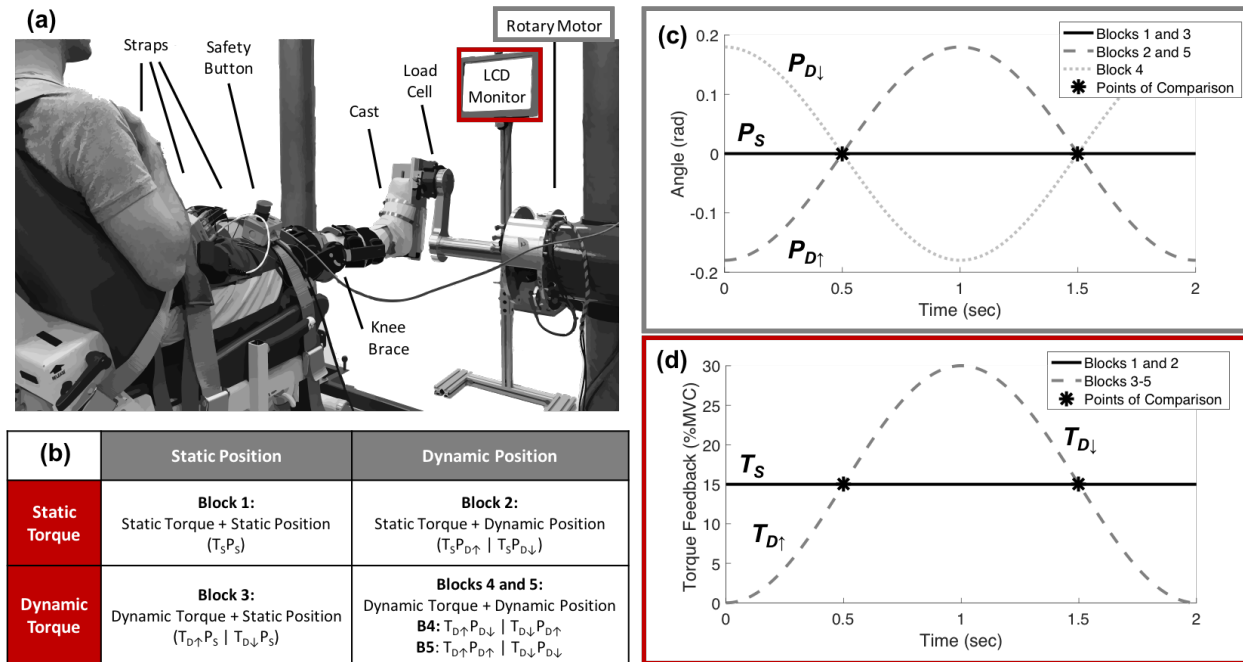 (a)
Straps
Safety
Button
Cast
Load
Cell
LCD
Monitor
Rotary Motor
Knee
Brace
(b)
Static Position
Dynamic Position
Static
Torque
Block 1:
Static Torque + Static Position
(TSPS)
Block 2:
Static Torque + Dynamic Position
(TSPD↑ | TSPD↓)
Dynamic
Torque
Block 3:
Dynamic Torque + Static Position
(TD↑PS | TD↓PS)
Blocks 4 and 5:
Dynamic Torque + Dynamic Position
B4: TD↑PD↓ | TD↓PD↑
B5: TD↑PD↑ | TD↓PD↓
(c)
Blocks 1 and 3
Blocks 2 and 5
Block 4
Points of Comparison
PD↓
PS
PD↑
Angle (rad)
0.2
0.1
0
-0.1
-0.2
0 0.5 1 1.5 2
Time (sec)
(d)
Blocks 1 and 2
Blocks 3-5
Points of Comparison
TS
TD↑
TD↓
Torque Feedback (%MVC)
30
25
20
15
10
5
0
0 0.5 1 1.5 2
Time (sec)